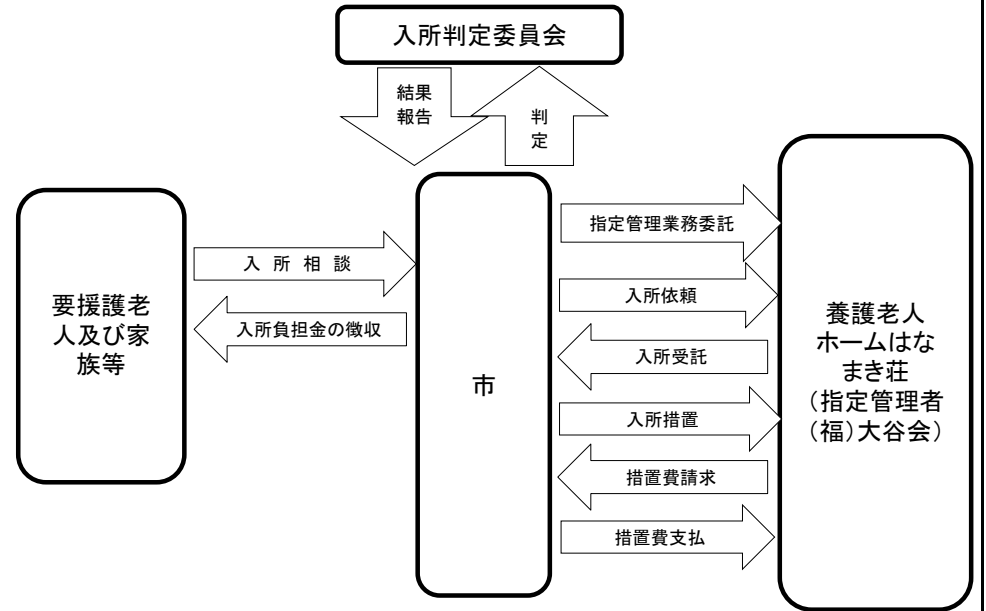 入所判定委員会
結果
報告
判
定
要援護老
人及び家
族等
入 所 相 談
入所負担金の徴収
市
指定管理業務委託
入所依頼
入所受託
入所措置
措置費請求
措置費支払
養護老人
ホームはな
まき荘
(指定管理者
(福)大谷会)